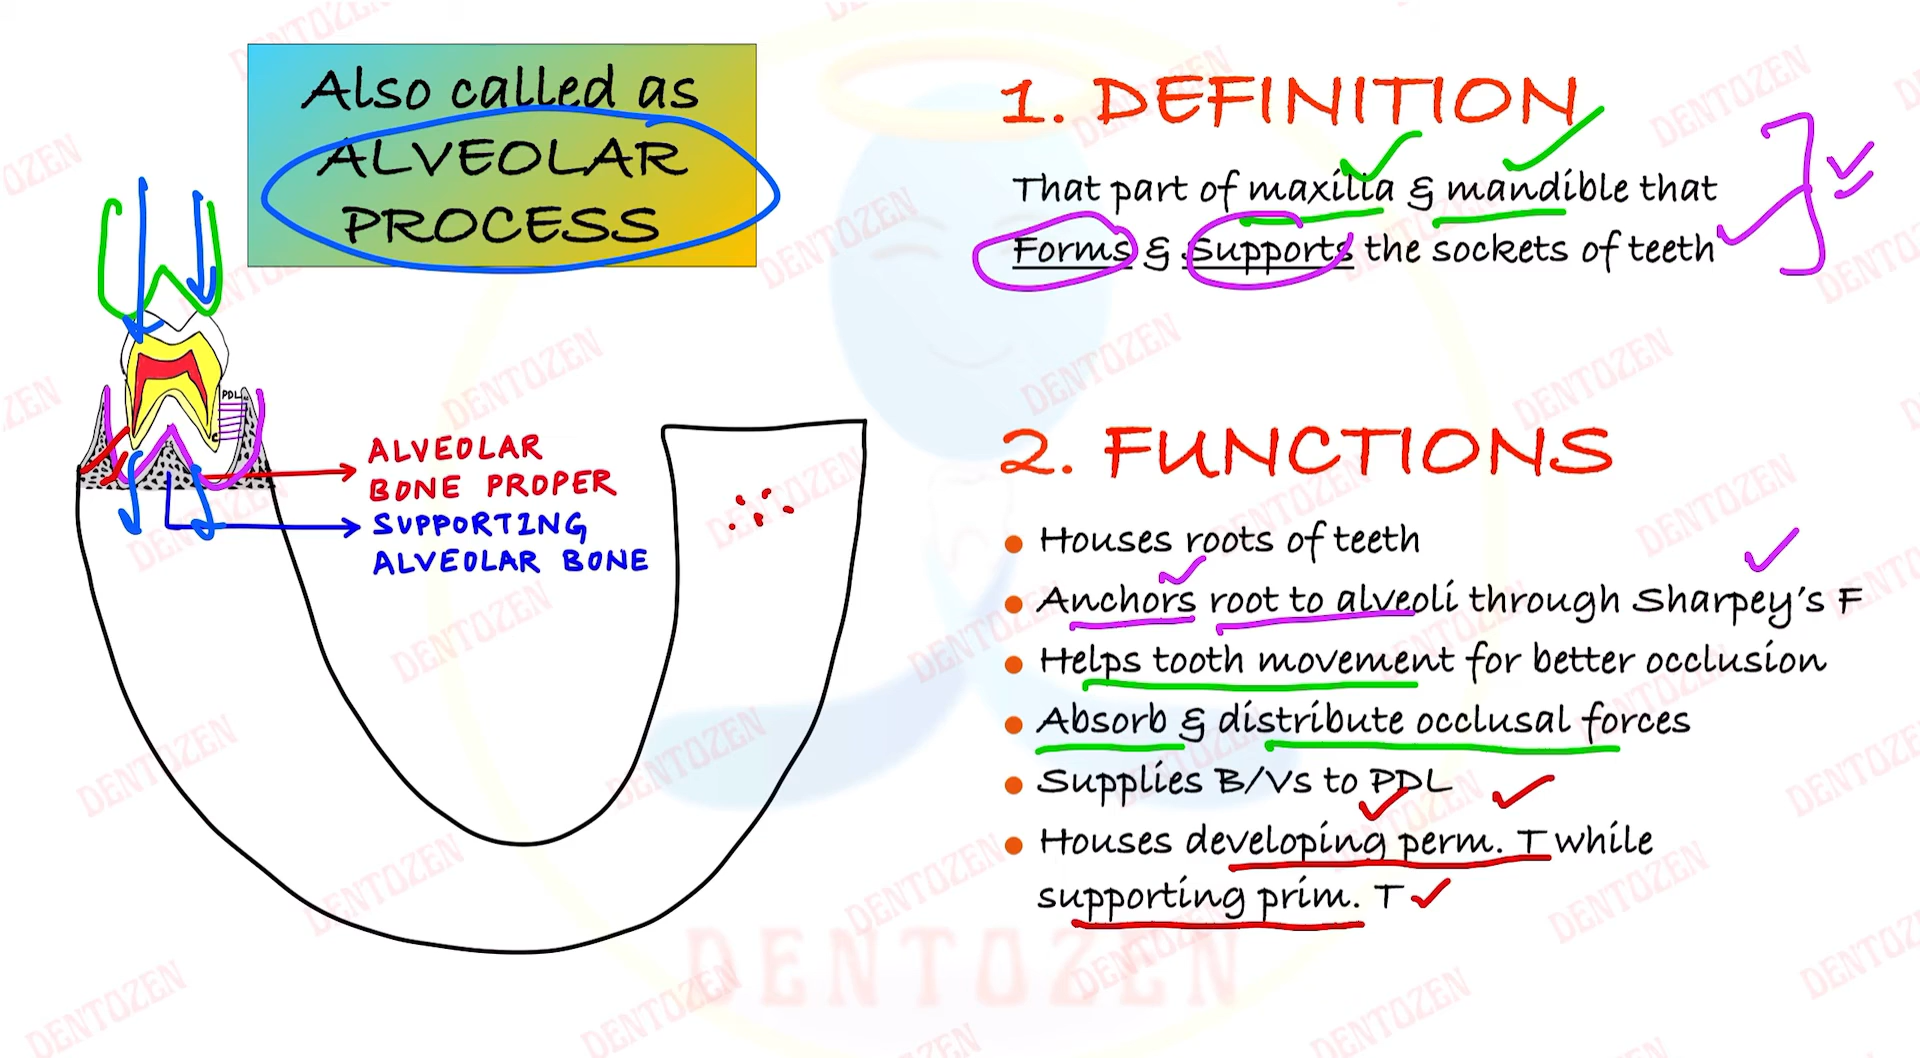 Also called as
ALVEOLAR
PROCESS
1. DEFINITION
That part of maxilla & mandible that
Forms & Supports the sockets of teeth
PDL
C
ALVEOLAR
BONE PROPER
SUPPORTING
ALVEOLAR BONE
2. FUNCTIONS
• Houses roots of teeth
• Anchors root to alveoli through Sharpey's F
• Helps tooth movement for better occlusion
• Absorb & distribute occlusal forces
• Supplies B/Vs to PDL
• Houses developing perm. T while
supporting prim. T
DENTOZEN